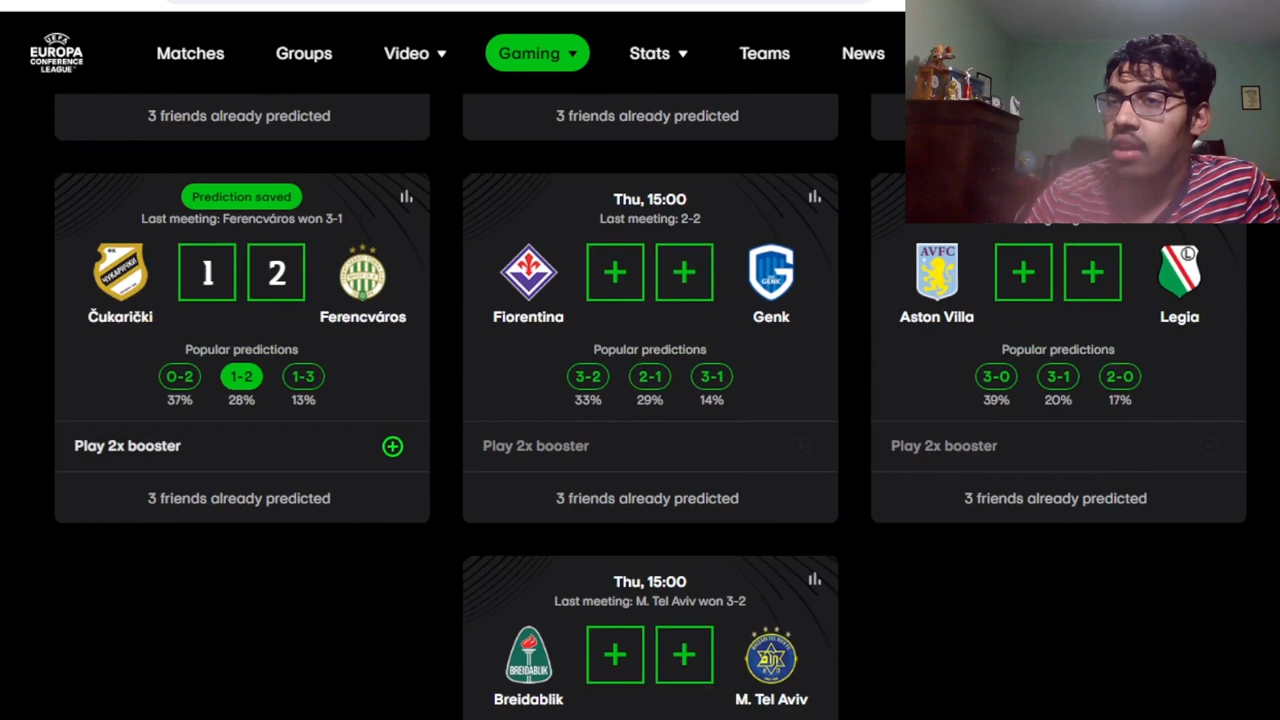 UEFA
EUROPA
CONFERENCE
LEAGUE
Matches
Groups
Video
Gaming
Stats
Teams
News
3 friends already predicted
3 friends already predicted
Prediction saved
Last meeting: Ferencváros won 3-1
ЧУКАРИЧКИ
1
2
Čukarički
Ferencváros
Popular predictions
0-2
1-2
1-3
37%
28%
13%
Play 2x booster
3 friends already predicted
Thu, 15:00
Last meeting: 2-2
GENK
Fiorentina
Genk
Popular predictions
3-2
2-1
3-1
33%
29%
14%
Play 2x booster
3 friends already predicted
AVFC
L
Aston Villa
Legia
Popular predictions
3-0
3-1
2-0
39%
20%
17%
Play 2x booster
3 friends already predicted
Thu, 15:00
Last meeting: M. Tel Aviv won 3-2
BREIDABLIK
Breidablik
M. Tel Aviv